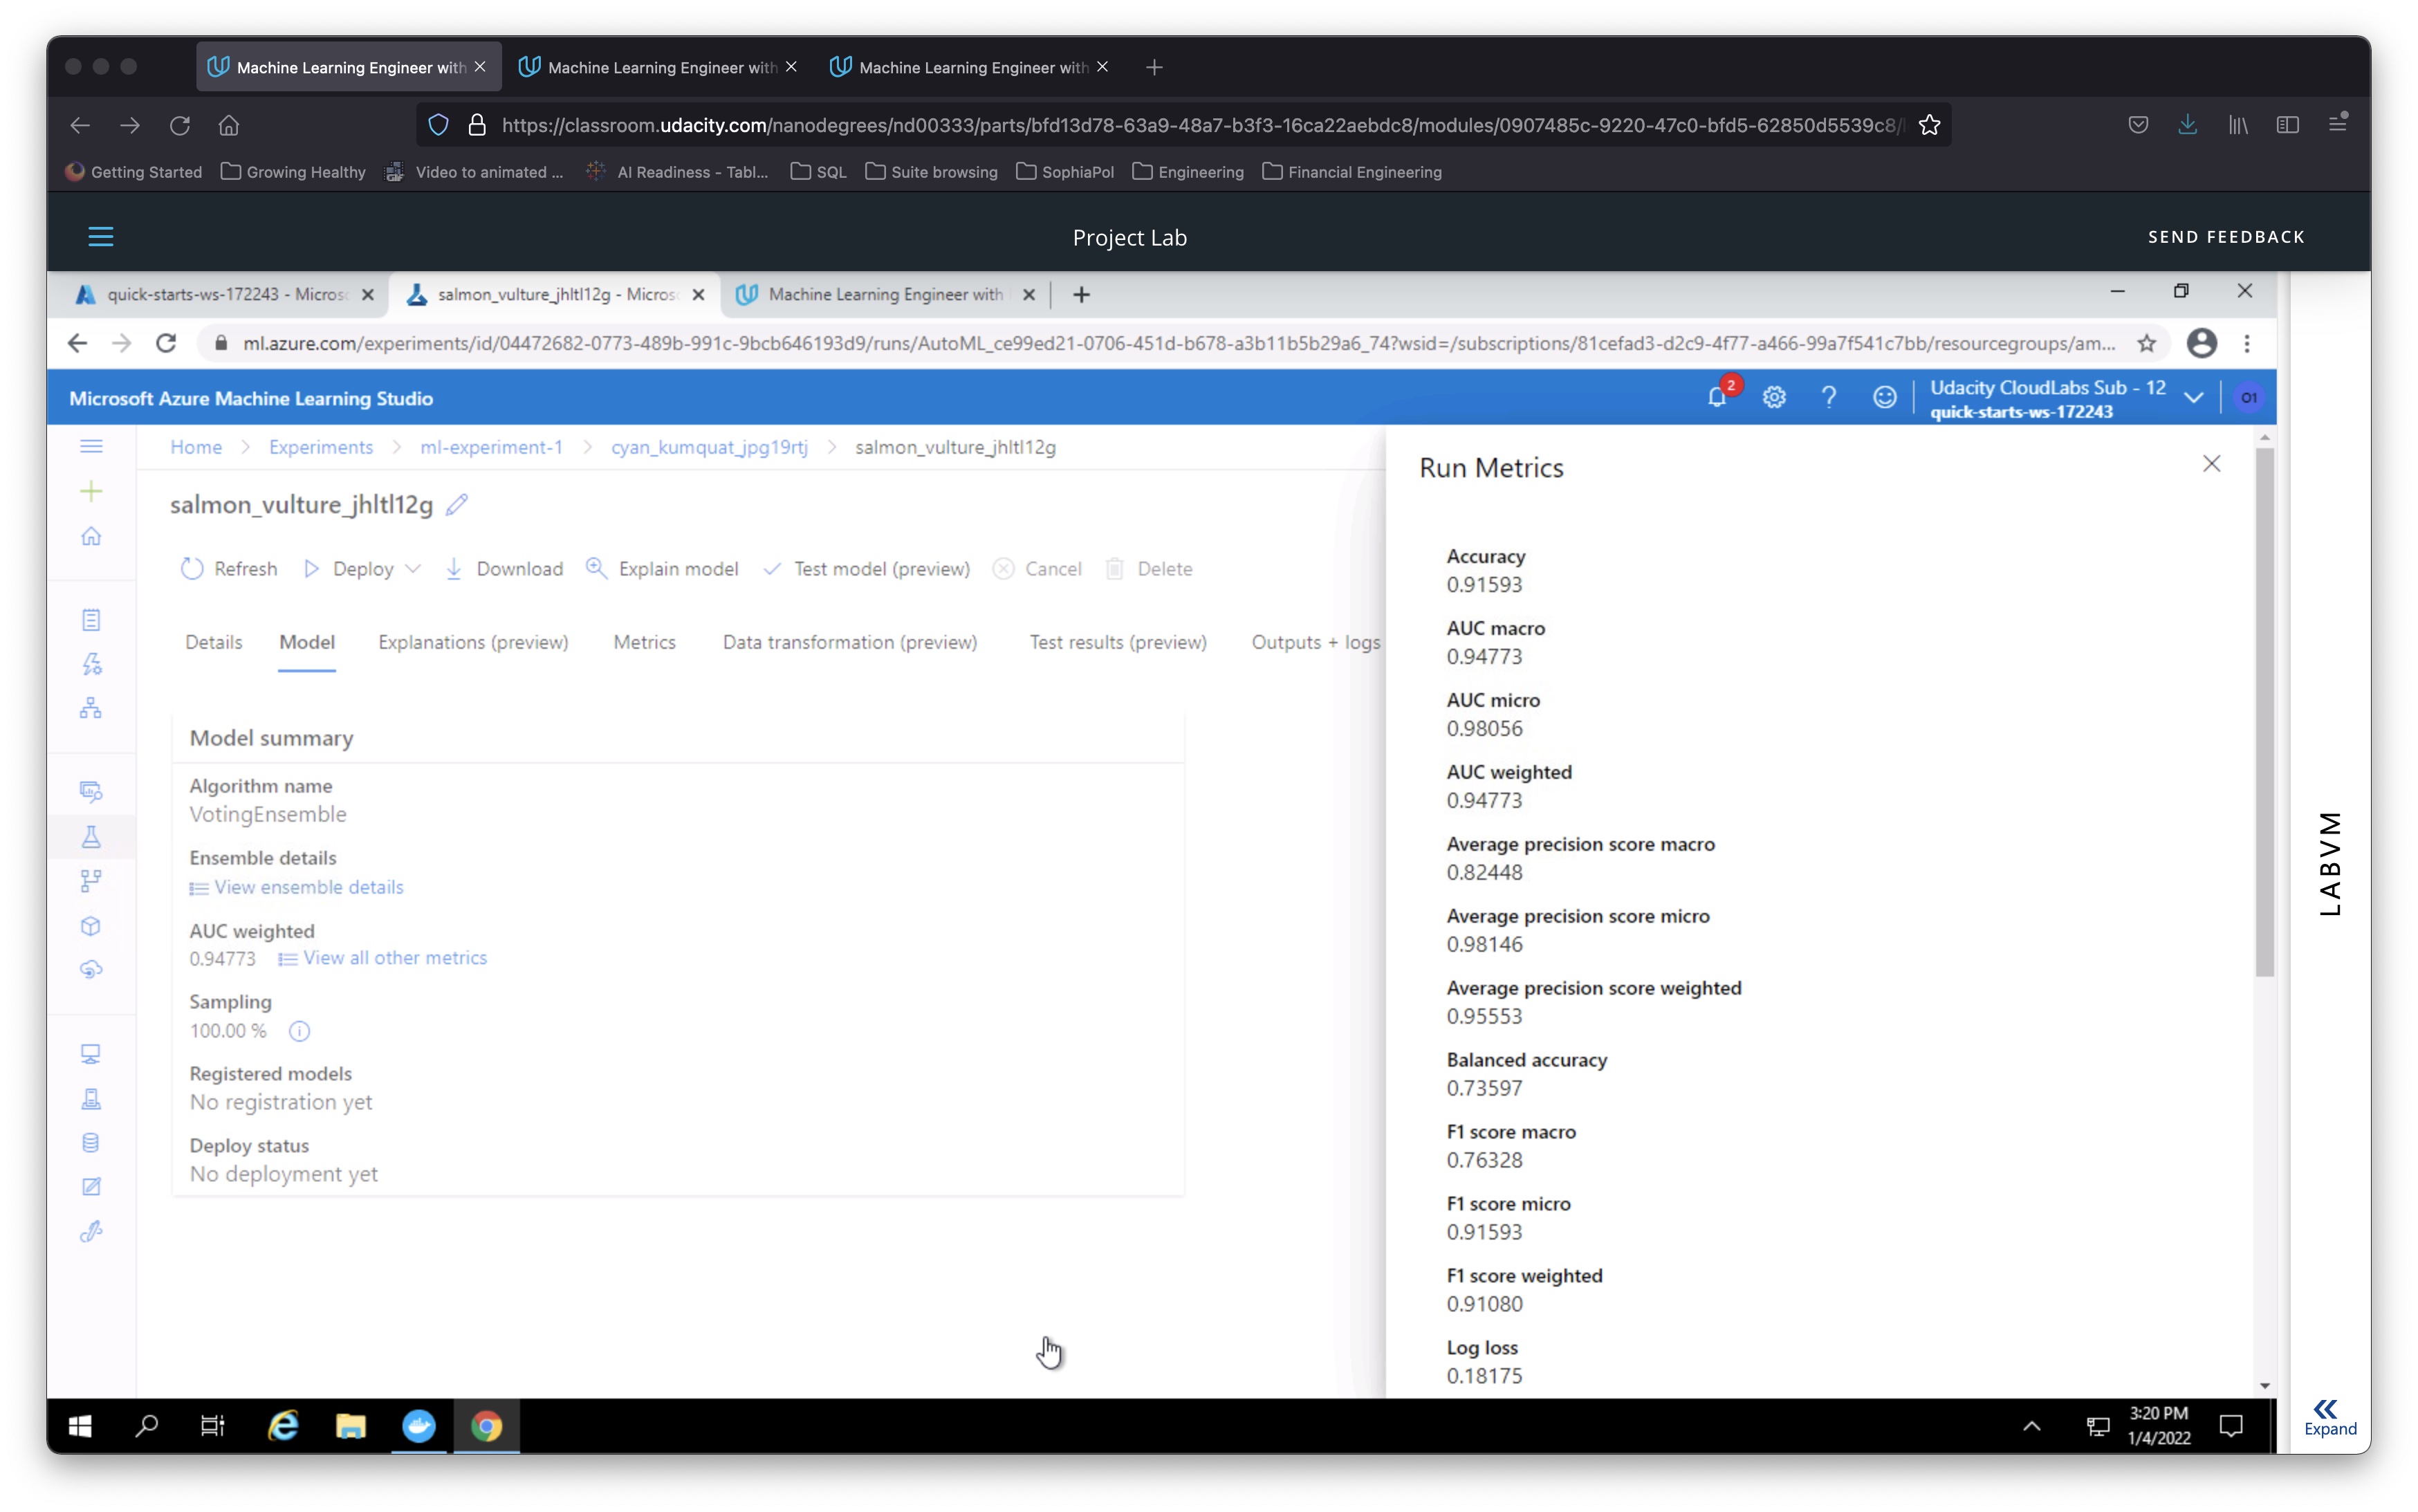 Machine Learning Engineer with
Machine Learning Engineer with
Machine Learning Engineer with
https://classroom.udacity.com/nanodegrees/nd00333/parts/bfd13d78-63a9-48a7-b3f3-16ca22aebdc8/modules/0907485c-9220-47c0-bfd5-62850d5539c8/
Getting Started
Growing Healthy
Video to animated ...
AI Readiness - Tabl...
SQL
Suite browsing
SophiaPol
Engineering
Financial Engineering
Project Lab
SEND FEEDBACK
quick-starts-ws-172243 - Micros
salmon_vulture_jhltl12g - Micros
Machine Learning Engineer with
ml.azure.com/experiments/id/04472682-0773-489b-991c-9bcb646193d9/runs/AutoML_ce99ed21-0706-451d-b678-a3b11b5b29a6_74?wsid=/subscriptions/81cefad3-d2c9-4f77-a466-99a7f541c7bb/resourcegroups/am...
Microsoft Azure Machine Learning Studio
2
Udacity CloudLabs Sub - 12
quick-starts-ws-172243
O1
Home > Experiments > ml-experiment-1 > cyan_kumquat_jpg19rtj > salmon_vulture_jhltl12g
salmon_vulture_jhltl12g
Refresh
Deploy
Download
Explain model
Test model (preview)
Cancel
Delete
Details
Model
Explanations (preview)
Metrics
Data transformation (preview)
Test results (preview)
Outputs + logs
Model summary
Algorithm name
VotingEnsemble
Ensemble details
View ensemble details
AUC weighted
0.94773
View all other metrics
Sampling
100.00 %
Registered models
No registration yet
Deploy status
No deployment yet
Run Metrics
Accuracy
0.91593
AUC macro
0.94773
AUC micro
0.98056
AUC weighted
0.94773
Average precision score macro
0.82448
Average precision score micro
0.98146
Average precision score weighted
0.95553
Balanced accuracy
0.73597
F1 score macro
0.76328
F1 score micro
0.91593
F1 score weighted
0.91080
Log loss
0.18175
LABVM
Expand
3:20 PM
1/4/2022